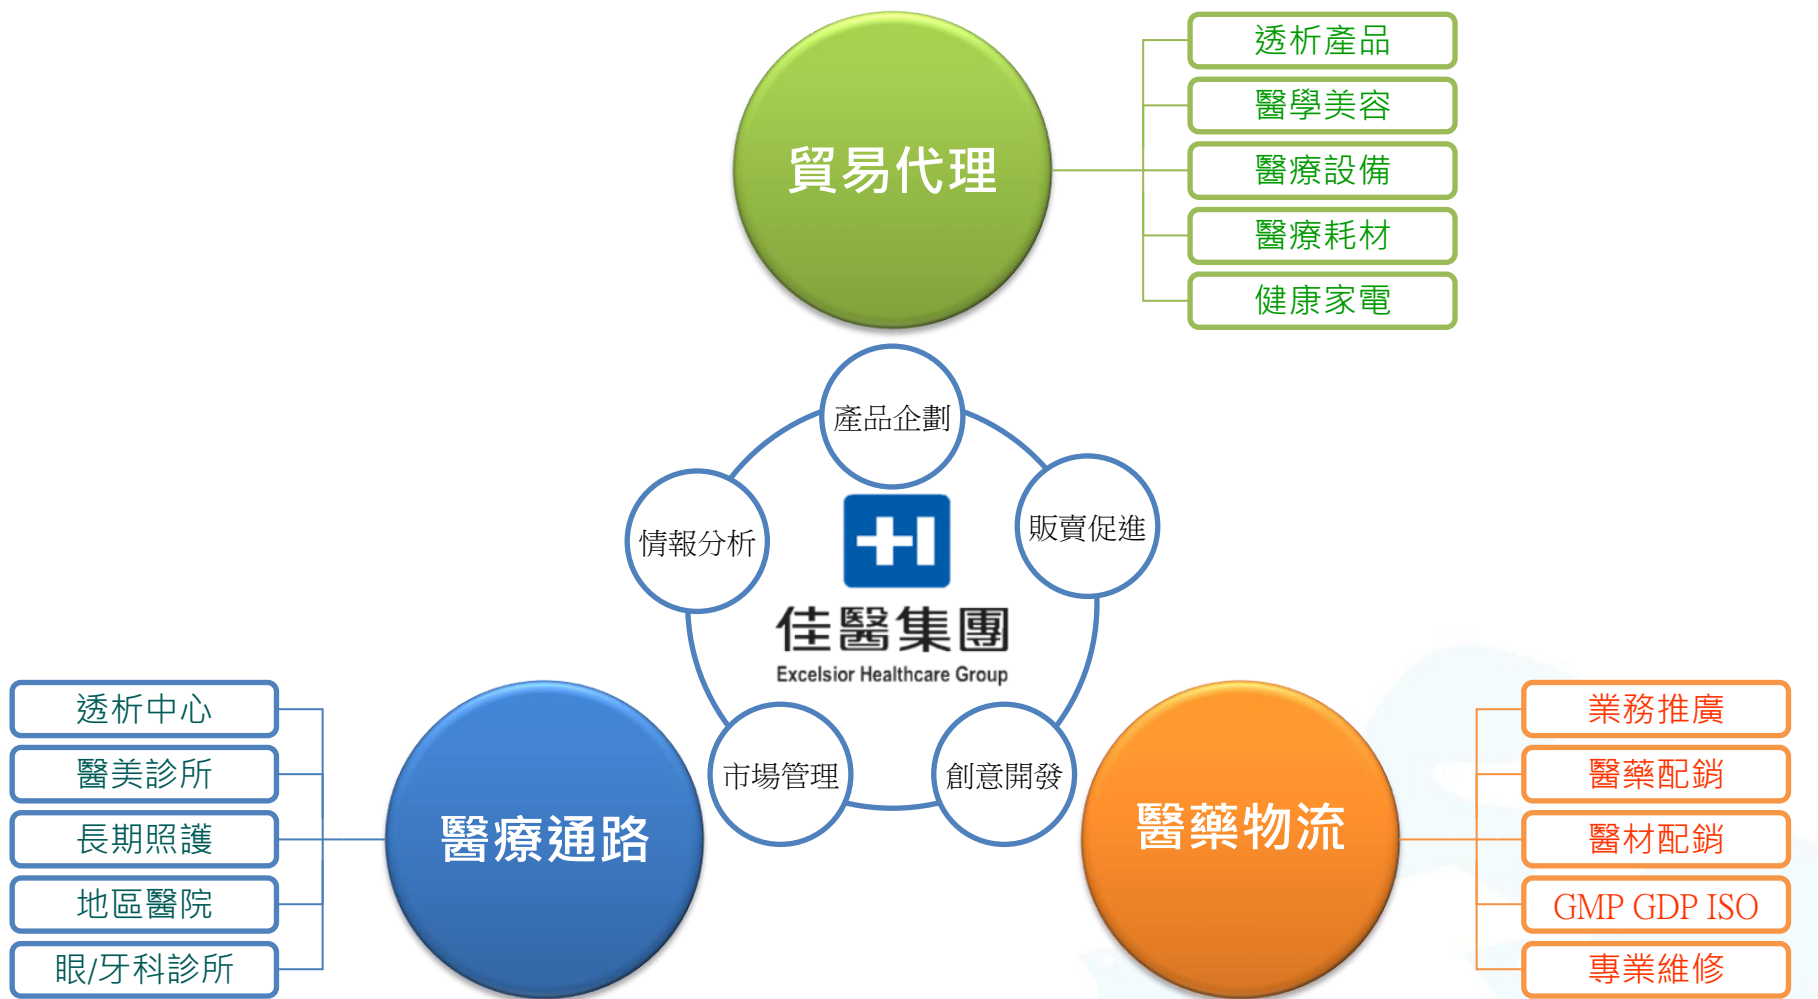 貿易代理
透析產品
醫學美容
醫療設備
醫療耗材
健康家電
產品企劃
販賣促進
情報分析
佳醫集團
Excelsior Healthcare Group
市場管理
創意開發
醫療通路
透析中心
醫美診所
長期照護
地區醫院
眼/牙科診所
醫藥物流
業務推廣
醫藥配銷
醫材配銷
GMP GDP ISO
專業維修